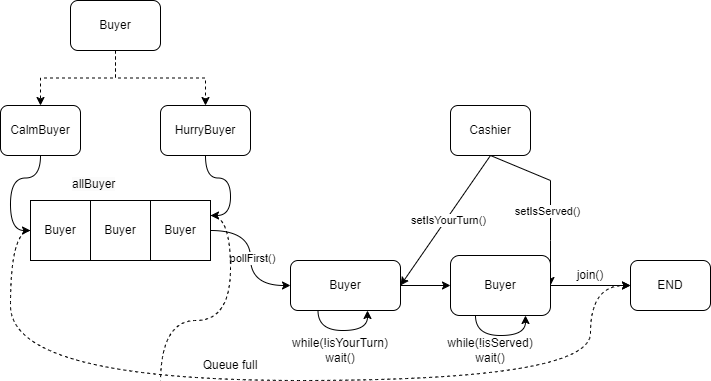 Buyer
CalmBuyer
HurryBuyer
Cashier
allBuyer
setIsYourTurn()
setIsServed()
Buyer
Buyer
Buyer
pollFirst()
Buyer
Buyer
join()
END
while(!isYourTurn)
wait()
while(!isServed)
wait()
Queue full